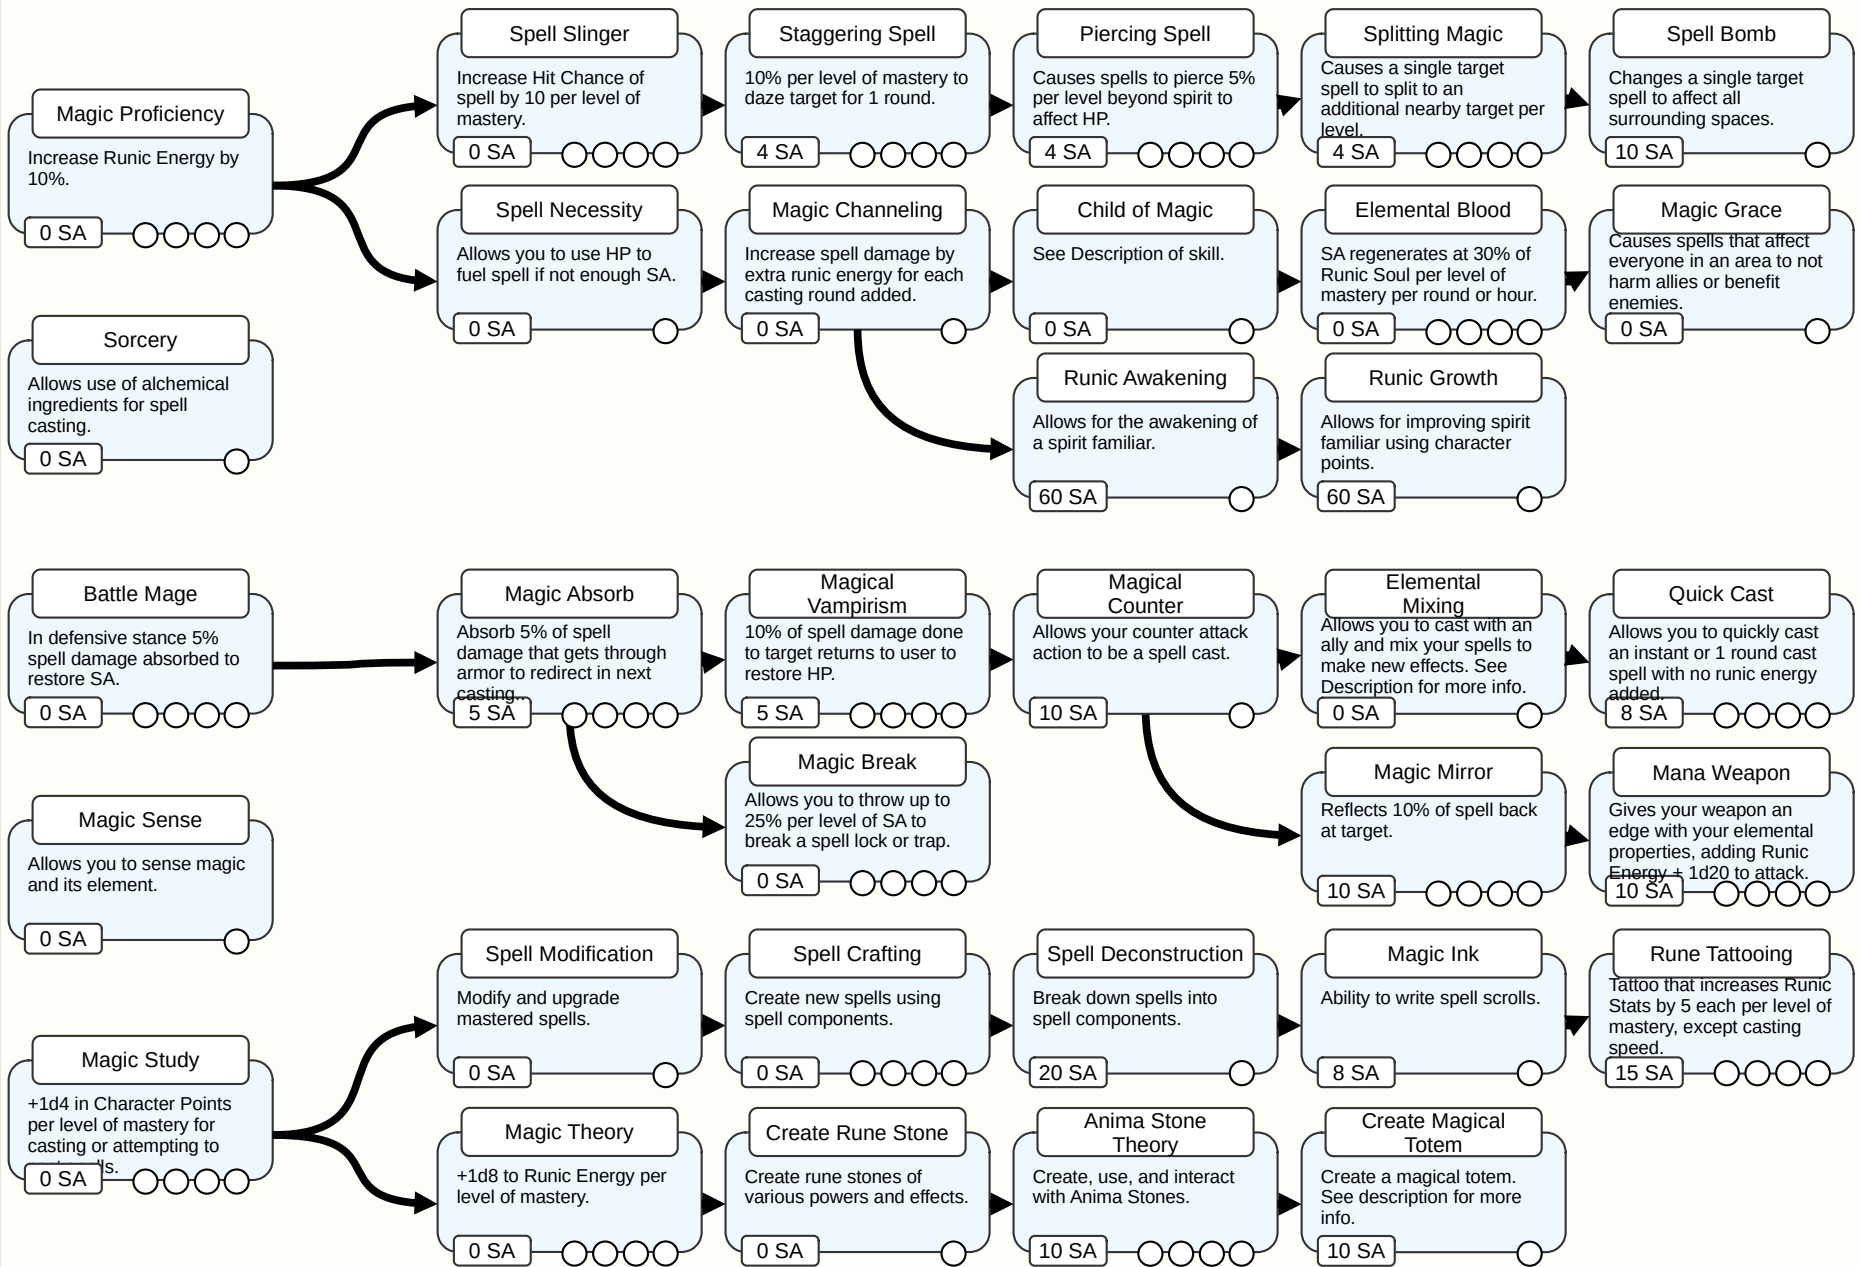 Magic Proficiency
Increase Runic Energy by
10%.
0 SA
Spell Slinger
Increase Hit Chance of
spell by 10 per level of
mastery.
0 SA
Staggering Spell
10% per level of mastery to
daze target for 1 round.
4 SA
Piercing Spell
Causes spells to pierce 5%
per level beyond spirit to
affect HP.
4 SA
Splitting Magic
Causes a single target
spell to split to an
additional nearby target per
level.
4 SA
Spell Bomb
Changes a single target
spell to affect all
surrounding spaces.
10 SA
Spell Necessity
Allows you to use HP to
fuel spell if not enough SA.
0 SA
Magic Channeling
Increase spell damage by
extra runic energy for each
casting round added.
0 SA
Child of Magic
See Description of skill.
0 SA
Elemental Blood
SA regenerates at 30% of
Runic Soul per level of
mastery per round or hour.
0 SA
Magic Grace
Causes spells that affect
everyone in an area to not
harm allies or benefit
enemies.
0 SA
Sorcery
Allows use of alchemical
ingredients for spell
casting.
0 SA
Runic Awakening
Allows for the awakening of
a spirit familiar.
60 SA
Runic Growth
Allows for improving spirit
familiar using character
points.
60 SA
Battle Mage
In defensive stance 5%
spell damage absorbed to
restore SA.
0 SA
Magic Absorb
Absorb 5% of spell
damage that gets through
armor to redirect in next
casting..
5 SA
Magical
Vampirism
10% of spell damage done
to target returns to user to
restore HP.
5 SA
Magical
Counter
Allows your counter attack
action to be a spell cast.
10 SA
Elemental
Mixing
Allows you to cast with an
ally and mix your spells to
make new effects. See
Description for more info.
0 SA
Quick Cast
Allows you to quickly cast
an instant or 1 round cast
spell with no runic energy
added.
8 SA
Magic Break
Allows you to throw up to
25% per level of SA to
break a spell lock or trap.
0 SA
Magic Mirror
Reflects 10% of spell back
at target.
10 SA
Mana Weapon
Gives your weapon an
edge with your elemental
properties, adding Runic
Energy + 1d20 to attack.
10 SA
Magic Sense
Allows you to sense magic
and its element.
0 SA
Magic Study
+1d4 in Character Points
per level of mastery for
casting or attempting to
0 SA
Spell Modification
Modify and upgrade
mastered spells.
0 SA
Spell Crafting
Create new spells using
spell components.
0 SA
Spell Deconstruction
Break down spells into
spell components.
20 SA
Magic Ink
Ability to write spell scrolls.
8 SA
Rune Tattooing
Tattoo that increases Runic
Stats by 5 each per level of
mastery, except casting
speed.
15 SA
Magic Theory
+1d8 to Runic Energy per
level of mastery.
0 SA
Create Rune Stone
Create rune stones of
various powers and effects.
0 SA
Anima Stone
Theory
Create, use, and interact
with Anima Stones.
10 SA
Create Magical
Totem
Create a magical totem.
See description for more
info.
10 SA